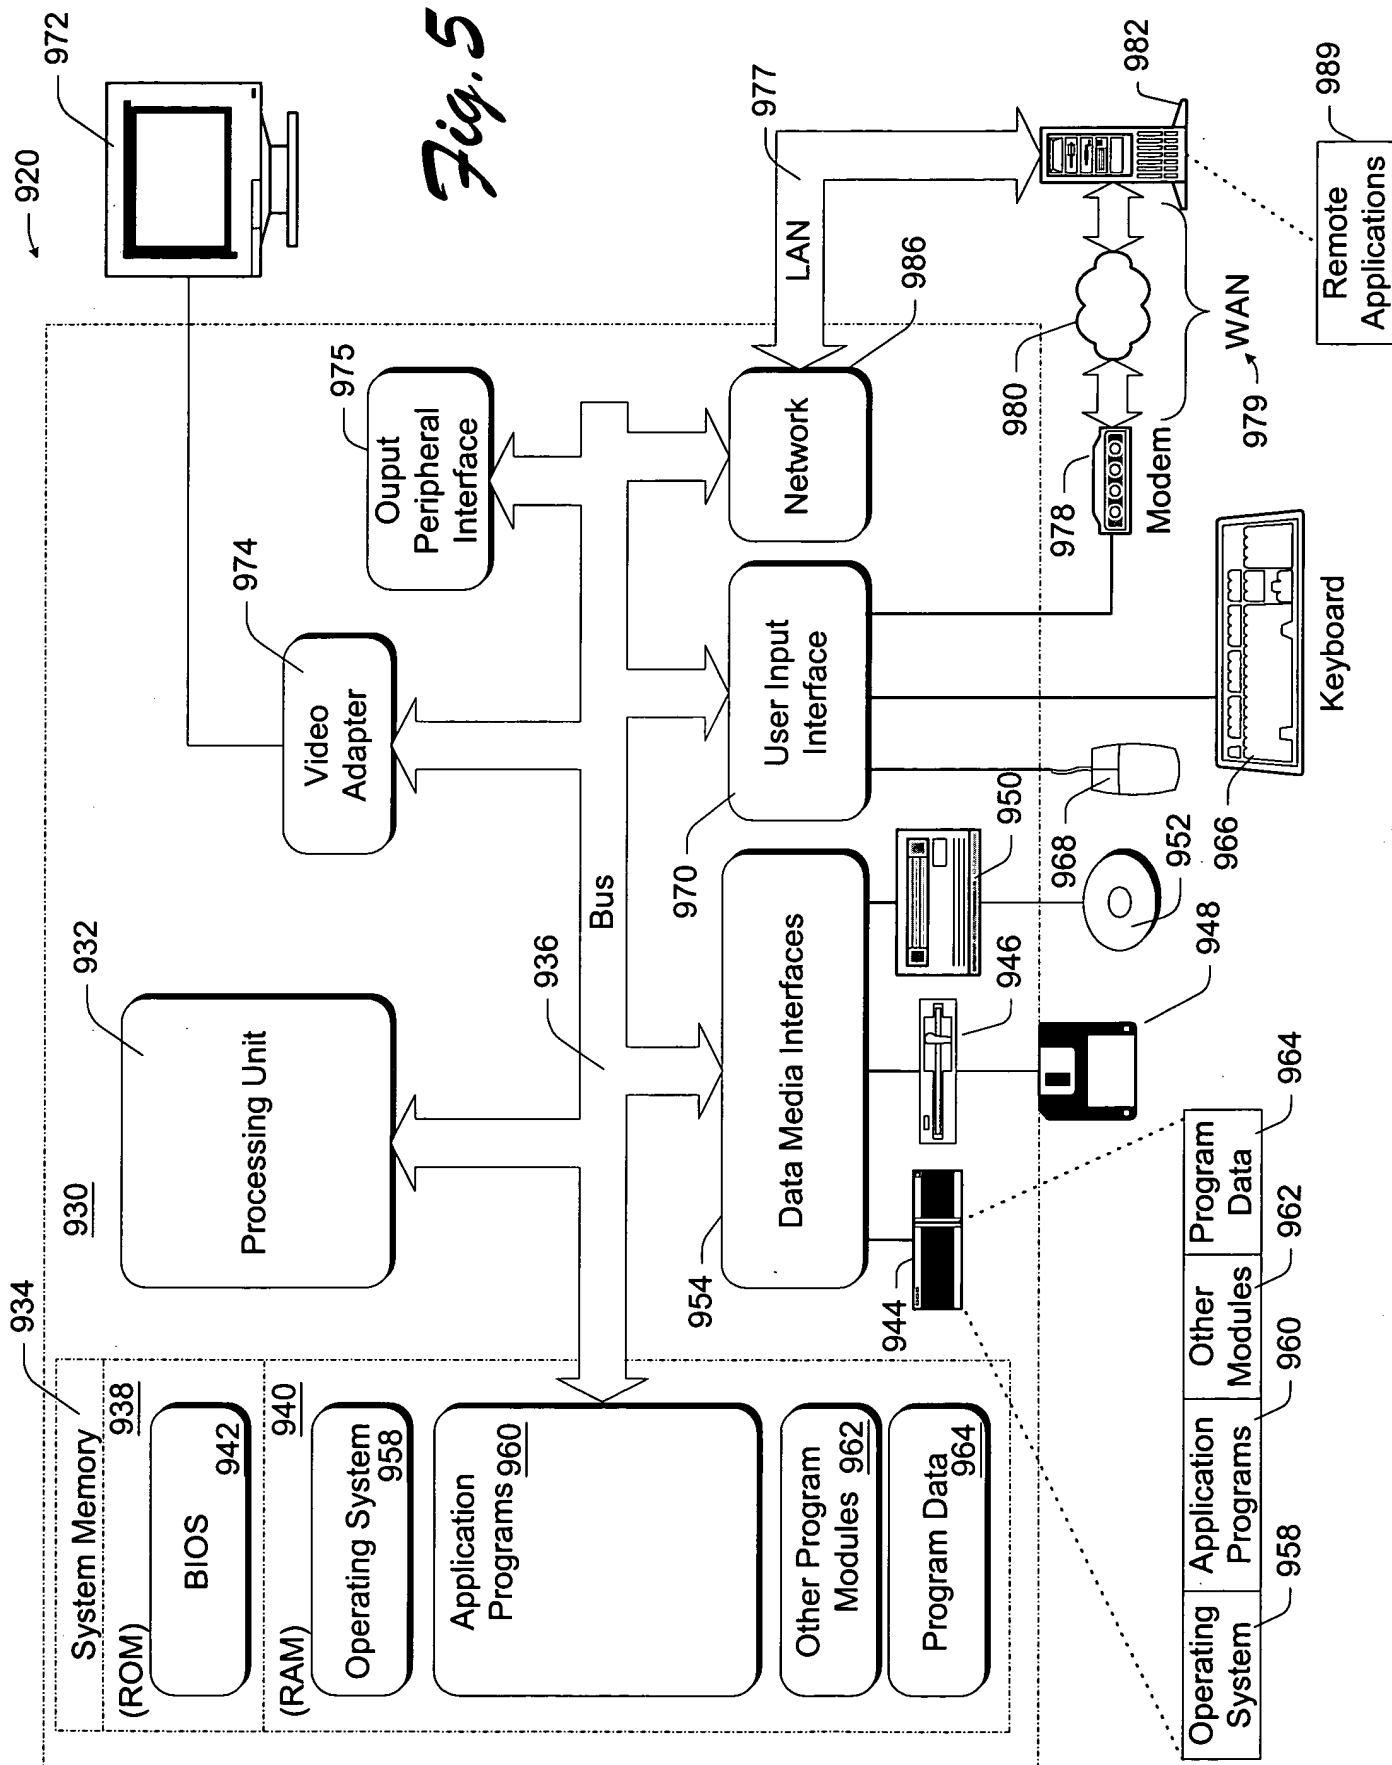 920
972
Fig. 5
934
System Memory
(ROM) 938
BIOS
942
(RAM) 940
Operating System
958
Application
Programs 960
Other Program
Modules 962
Program Data
964
930
932
Processing Unit
974
Video
Adapter
975
Ouput
Peripheral
Interface
936
Bus
954
Data Media Interfaces
970
User Input
Interface
Network
986
LAN
977
944
946
950
948
952
968
966
Keyboard
978
Modem
980
WAN
979
982
989
Remote
Applications
Operating
System
958
Application
Programs
960
Other
Modules
962
Program
Data
964